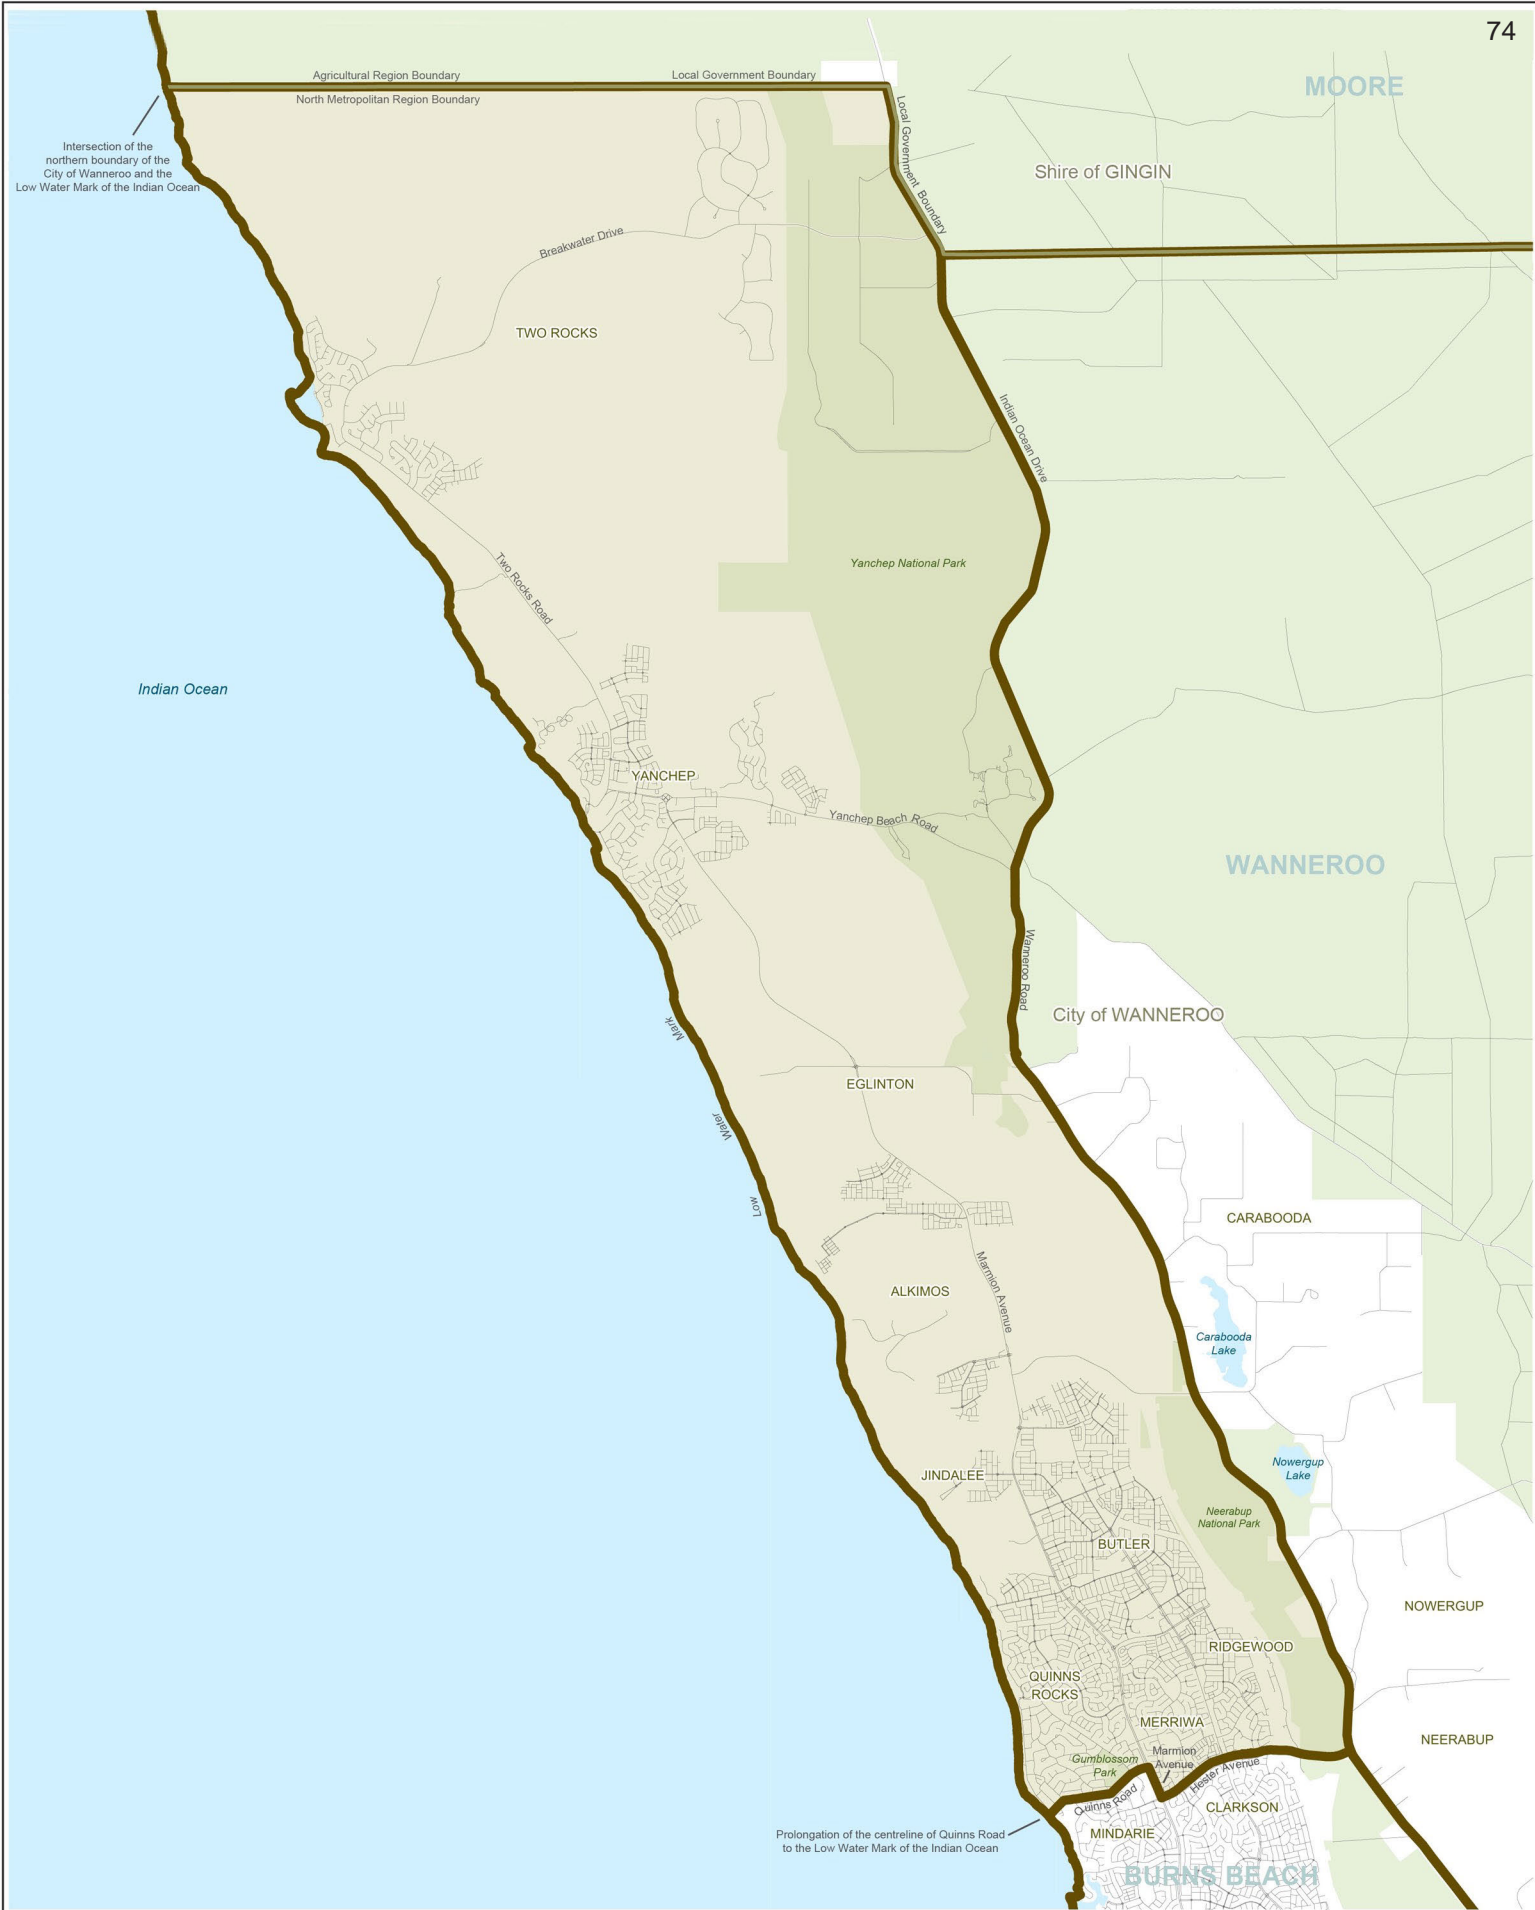 74
MOORE
Agricultural Region Boundary
Local Government Boundary
North Metropolitan Region Boundary
Local Government Boundary
Intersection of the
northern boundary of the
City of Wanneroo and the
Low Water Mark of the Indian Ocean
Shire of GINGIN
Breakwater Drive
TWO ROCKS
Indian Ocean Drive
Two Rocks Road
Yanchep National Park
Indian Ocean
YANCHEP
Yanchep Beach Road
WANNEROO
Wanneroo Road
City of WANNEROO
Mark
Water
Low
EGLINTON
CARABOODA
Marmion Avenue
ALKIMOS
Carabooda
Lake
JINDALEE
Nowergup
Lake
Neerabup
National Park
BUTLER
NOWERGUP
RIDGEWOOD
QUINNS
ROCKS
MERRIWA
NEERABUP
Gumblossom
Park
Marmion
Avenue
Hester Avenue
Quinns Road
CLARKSON
MINDARIE
Prolongation of the centreline of Quinns Road
to the Low Water Mark of the Indian Ocean
BURNS BEACH